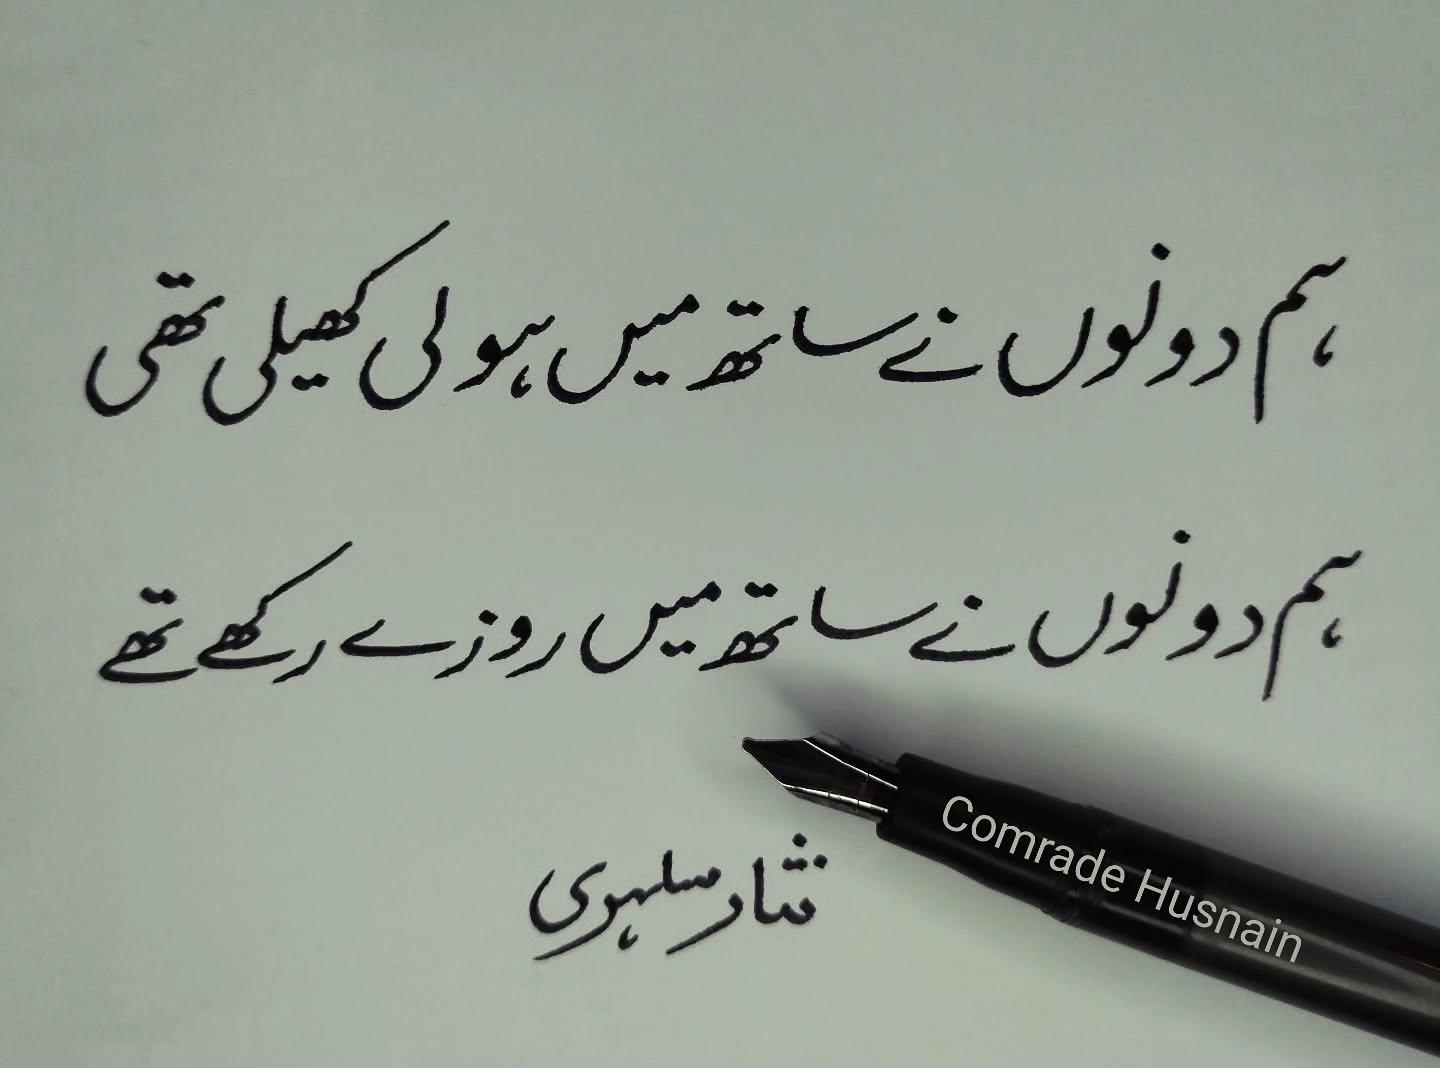 ہم دونوں نے ساتھ میں ہولی کھیلی تھی
ہم دونوں نے ساتھ میں روزے رکھے تھے
Comrade Husnain
نثار سلہری